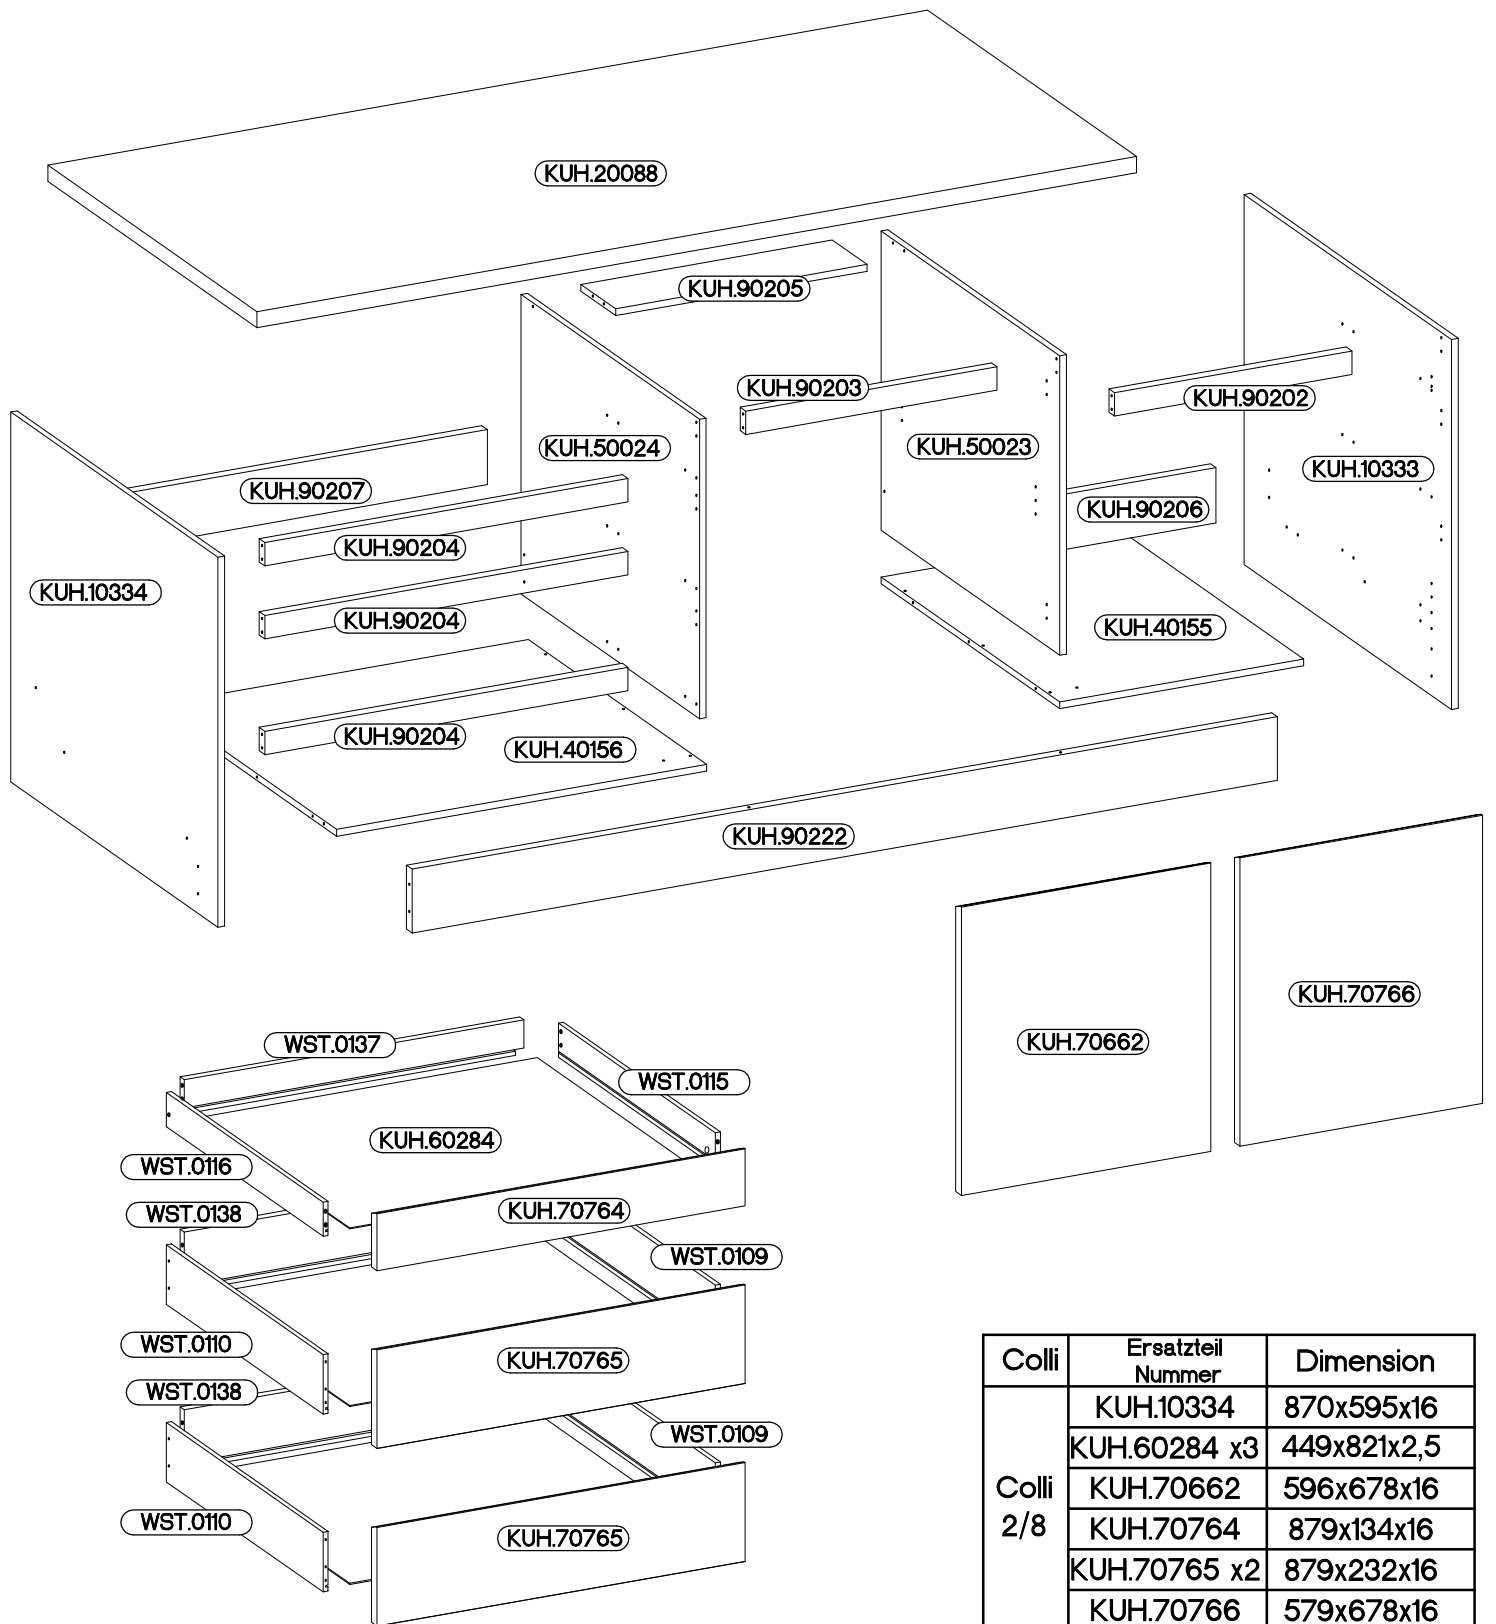 KUH.20088
KUH.90205
KUH.90203
KUH.90202
KUH.50024
KUH.50023
KUH.10333
KUH.90207
KUH.90206
KUH.90204
KUH.10334
KUH.90204
KUH.40155
KUH.90204
KUH.40156
KUH.90222
KUH.70766
KUH.70662
WST.0137
WST.0115
KUH.60284
WST.0116
WST.0138
KUH.70764
WST.0109
WST.0110
KUH.70765
WST.0138
WST.0109
WST.0110
KUH.70765
Colli Ersatzteil Nummer Dimension
Colli 2/8
KUH.10334 870x595x16
KUH.60284 x3 449x821x2,5
KUH.70662 596x678x16
KUH.70764 879x134x16
KUH.70765 x2 879x232x16
KUH.70766 579x678x16